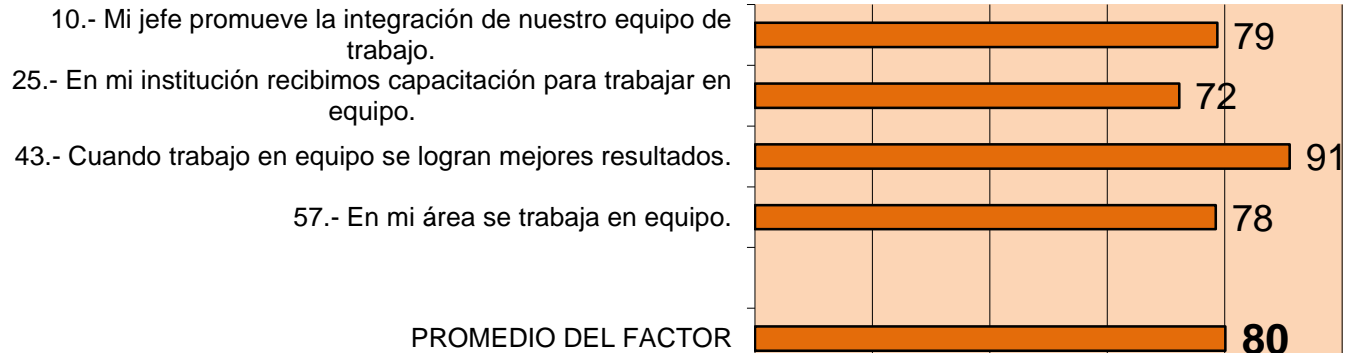 10.- Mi jefe promueve la integración de nuestro equipo de
trabajo.
79
25.- En mi institución recibimos capacitación para trabajar en
equipo.
72
43.- Cuando trabajo en equipo se logran mejores resultados.
91
57.- En mi área se trabaja en equipo.
78
PROMEDIO DEL FACTOR
80